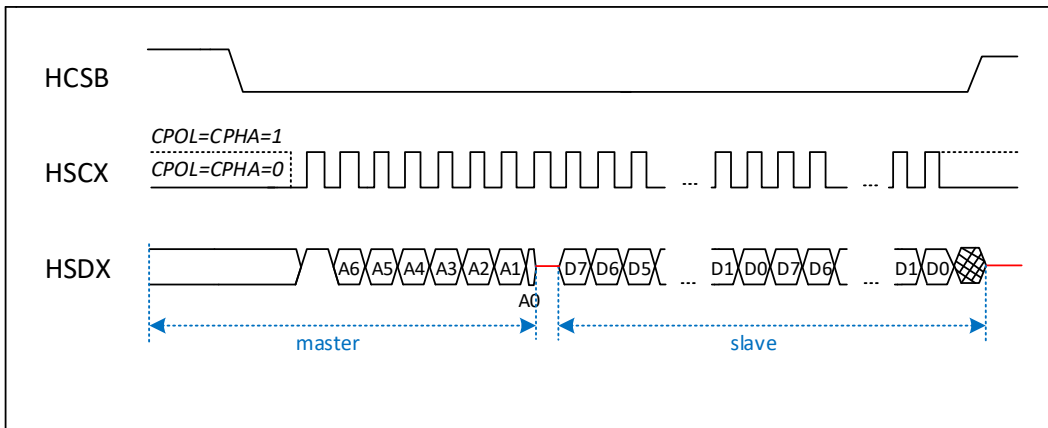 HCSB
CPOL=CPHA=1
HSCX
CPOL=CPHA=0
HSDX
A6 A5 A4 A3 A2 A1 D7 D6 D5 D1 D0 D7 D6 D1 D0
... ...
... ...
A0
master slave